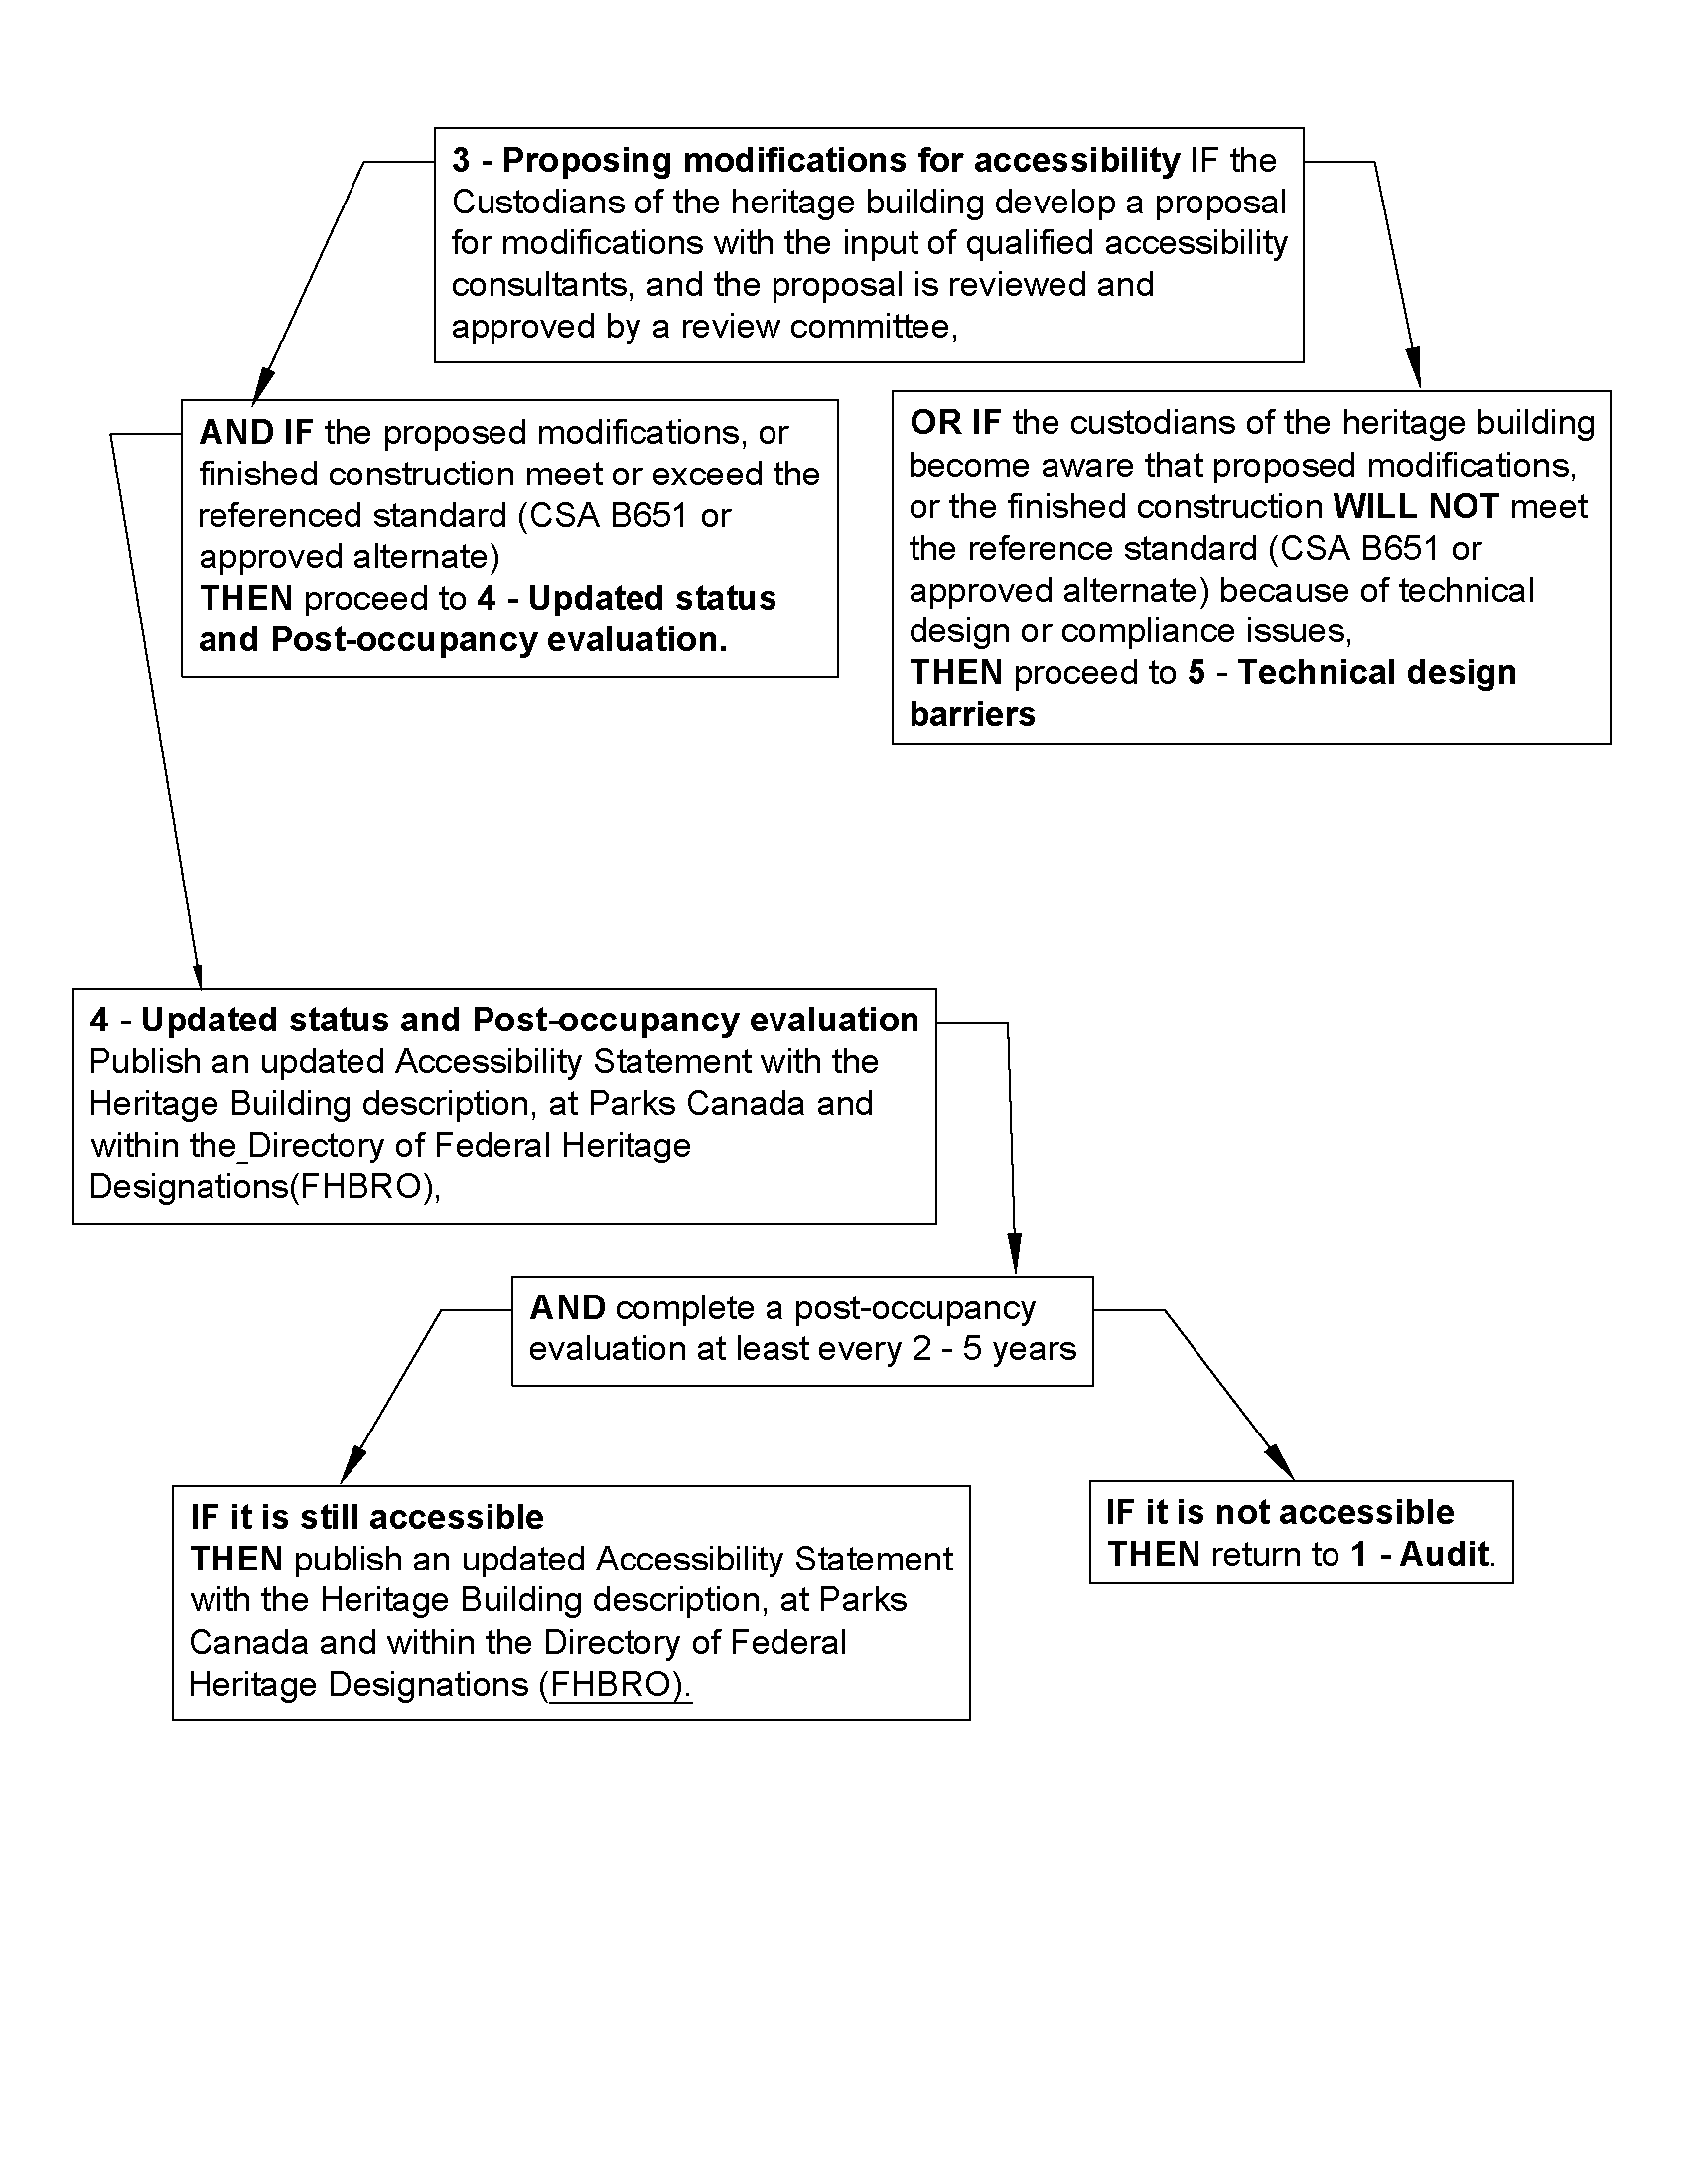 3 - Proposing modifications for accessibility IF the
Custodians of the heritage building develop a proposal
for modifications with the input of qualified accessibility
consultants, and the proposal is reviewed and
approved by a review committee,
AND IF the proposed modifications, or
finished construction meet or exceed the
referenced standard (CSA B651 or
approved alternate)
THEN proceed to 4 - Updated status
and Post-occupancy evaluation.
OR IF the custodians of the heritage building
become aware that proposed modifications,
or the finished construction WILL NOT meet
the reference standard (CSA B651 or
approved alternate) because of technical
design or compliance issues,
THEN proceed to 5 - Technical design
barriers
4 - Updated status and Post-occupancy evaluation
Publish an updated Accessibility Statement with the
Heritage Building description, at Parks Canada and
within the Directory of Federal Heritage
Designations(FHBRO),
AND complete a post-occupancy
evaluation at least every 2 - 5 years
IF it is still accessible
THEN publish an updated Accessibility Statement
with the Heritage Building description, at Parks
Canada and within the Directory of Federal
Heritage Designations (FHBRO).
IF it is not accessible
THEN return to 1 - Audit.